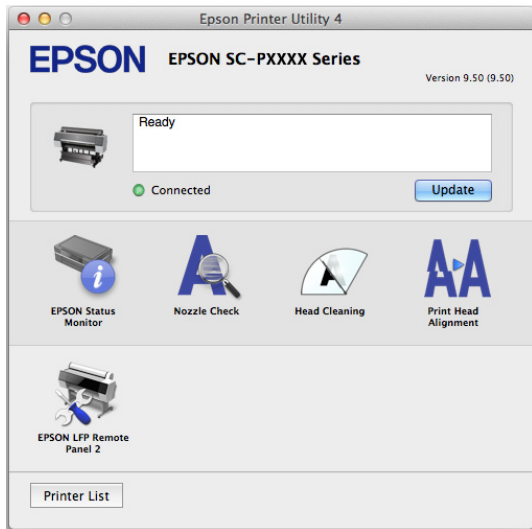 Epson Printer Utility 4
EPSON
EPSON SC-PXXXX Series
Version 9.50 (9.50)
Ready
Connected
Update
EPSON Status
Monitor
Nozzle Check
Head Cleaning
Print Head
Alignment
EPSON LFP Remote
Panel 2
Printer List